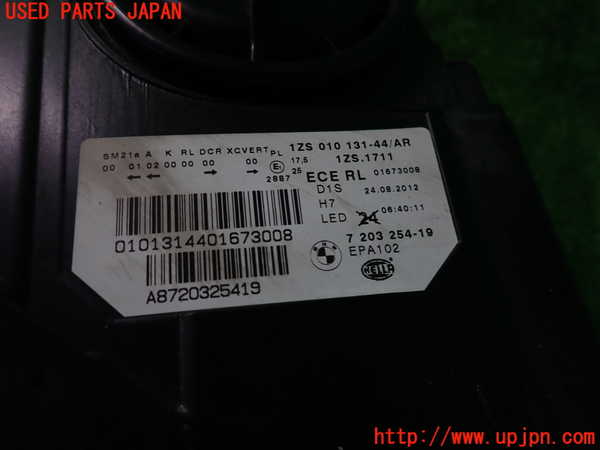 USED PARTS JAPAN
SM21a A K RL DCR XCVERT PL 1ZS 010 131-44/AR
00 01 02 00 00 00 00 E1 17,5 1ZS.1711
2887 25 ECE RL 01673008
D1S 24.08.2012
H7
LED 24 06:40:11
0101314401673008
BMW 7 203 254-19
EPA102 HELLA
A8720325419
http://www.upjpn.com/